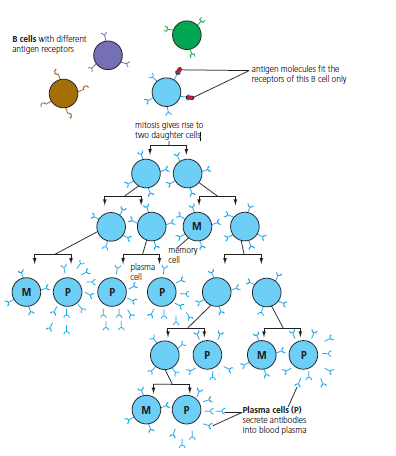 B cells with different
antigen receptors
antigen molecules fit the
receptors of this B cell only
mitosis gives rise to
two daughter cells
M
memory
cell
plasma
cell
M
P
P
P
P
M
P
M
P
Plasma cells (P)
secrete antibodies
into blood plasma